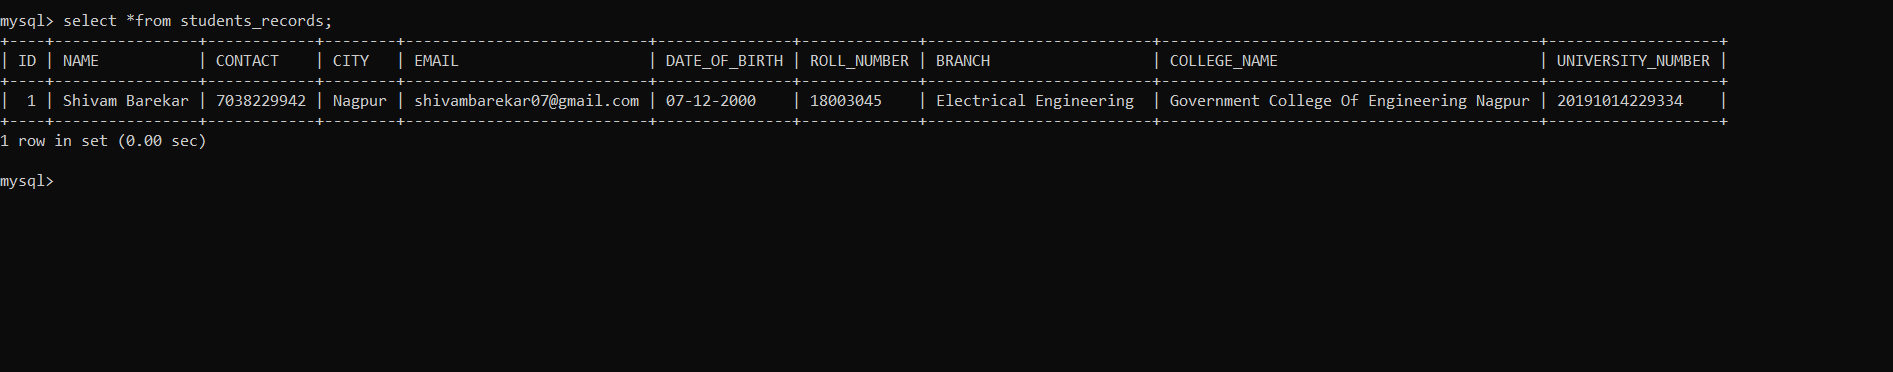 mysql> select *from students_records;
+----+---------------+------------+--------+---------------------------+---------------+-------------+------------------------+-----------------------------------------+-------------------+
| ID | NAME          | CONTACT    | CITY   | EMAIL                     | DATE_OF_BIRTH | ROLL_NUMBER | BRANCH                 | COLLEGE_NAME                            | UNIVERSITY_NUMBER |
+----+---------------+------------+--------+---------------------------+---------------+-------------+------------------------+-----------------------------------------+-------------------+
|  1 | Shivam Barekar | 7038229942 | Nagpur | shivambarekar07@gmail.com | 07-12-2000    | 18003045    | Electrical Engineering | Government College Of Engineering Nagpur | 20191014229334    |
+----+---------------+------------+--------+---------------------------+---------------+-------------+------------------------+-----------------------------------------+-------------------+
1 row in set (0.00 sec)
mysql>